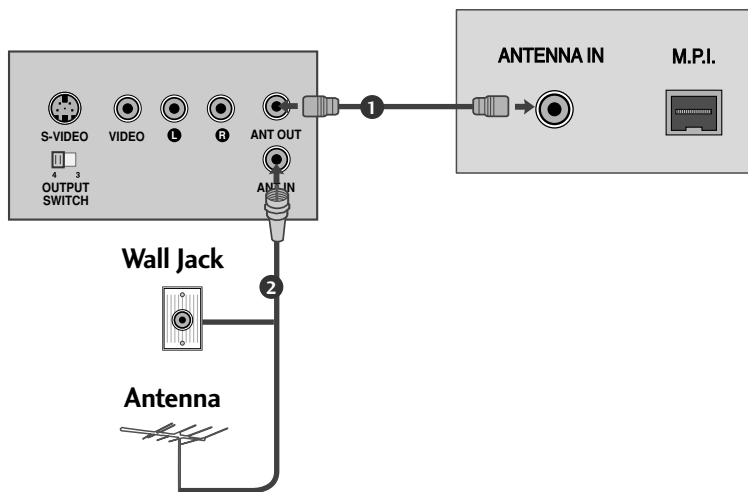 ANTENNA IN
M.P.I.
1
S-VIDEO
VIDEO
L
R
ANT OUT
4 3
OUTPUT
SWITCH
ANT IN
Wall Jack
2
Antenna